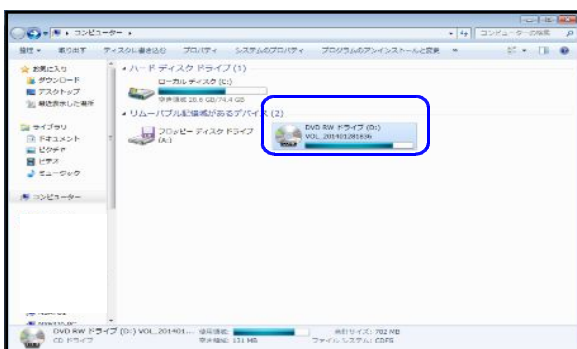 コンピューター
コンピューターの検索
整理
取り出す
ディスクに書き込む
プロパティ
システムのプロパティ
プログラムのアンインストールと変更
»
お気に入り
ダウンロード
デスクトップ
最近表示した場所
ライブラリ
ドキュメント
ピクチャ
ビデオ
ミュージック
コンピューター
ハード ディスク ドライブ (1)
ローカル ディスク (C:)
空き領域 28.6 GB/74.4 GB
リムーバブル記憶域があるデバイス (2)
フロッピー ディスク ドライブ
(A:)
DVD RW ドライブ (D:)
VOL_201401281836
DVD RW ドライブ (D:) VOL_201401...
CD ドライブ
使用領域:
空き領域: 131 MB
合計サイズ: 702 MB
ファイル システム: CDFS